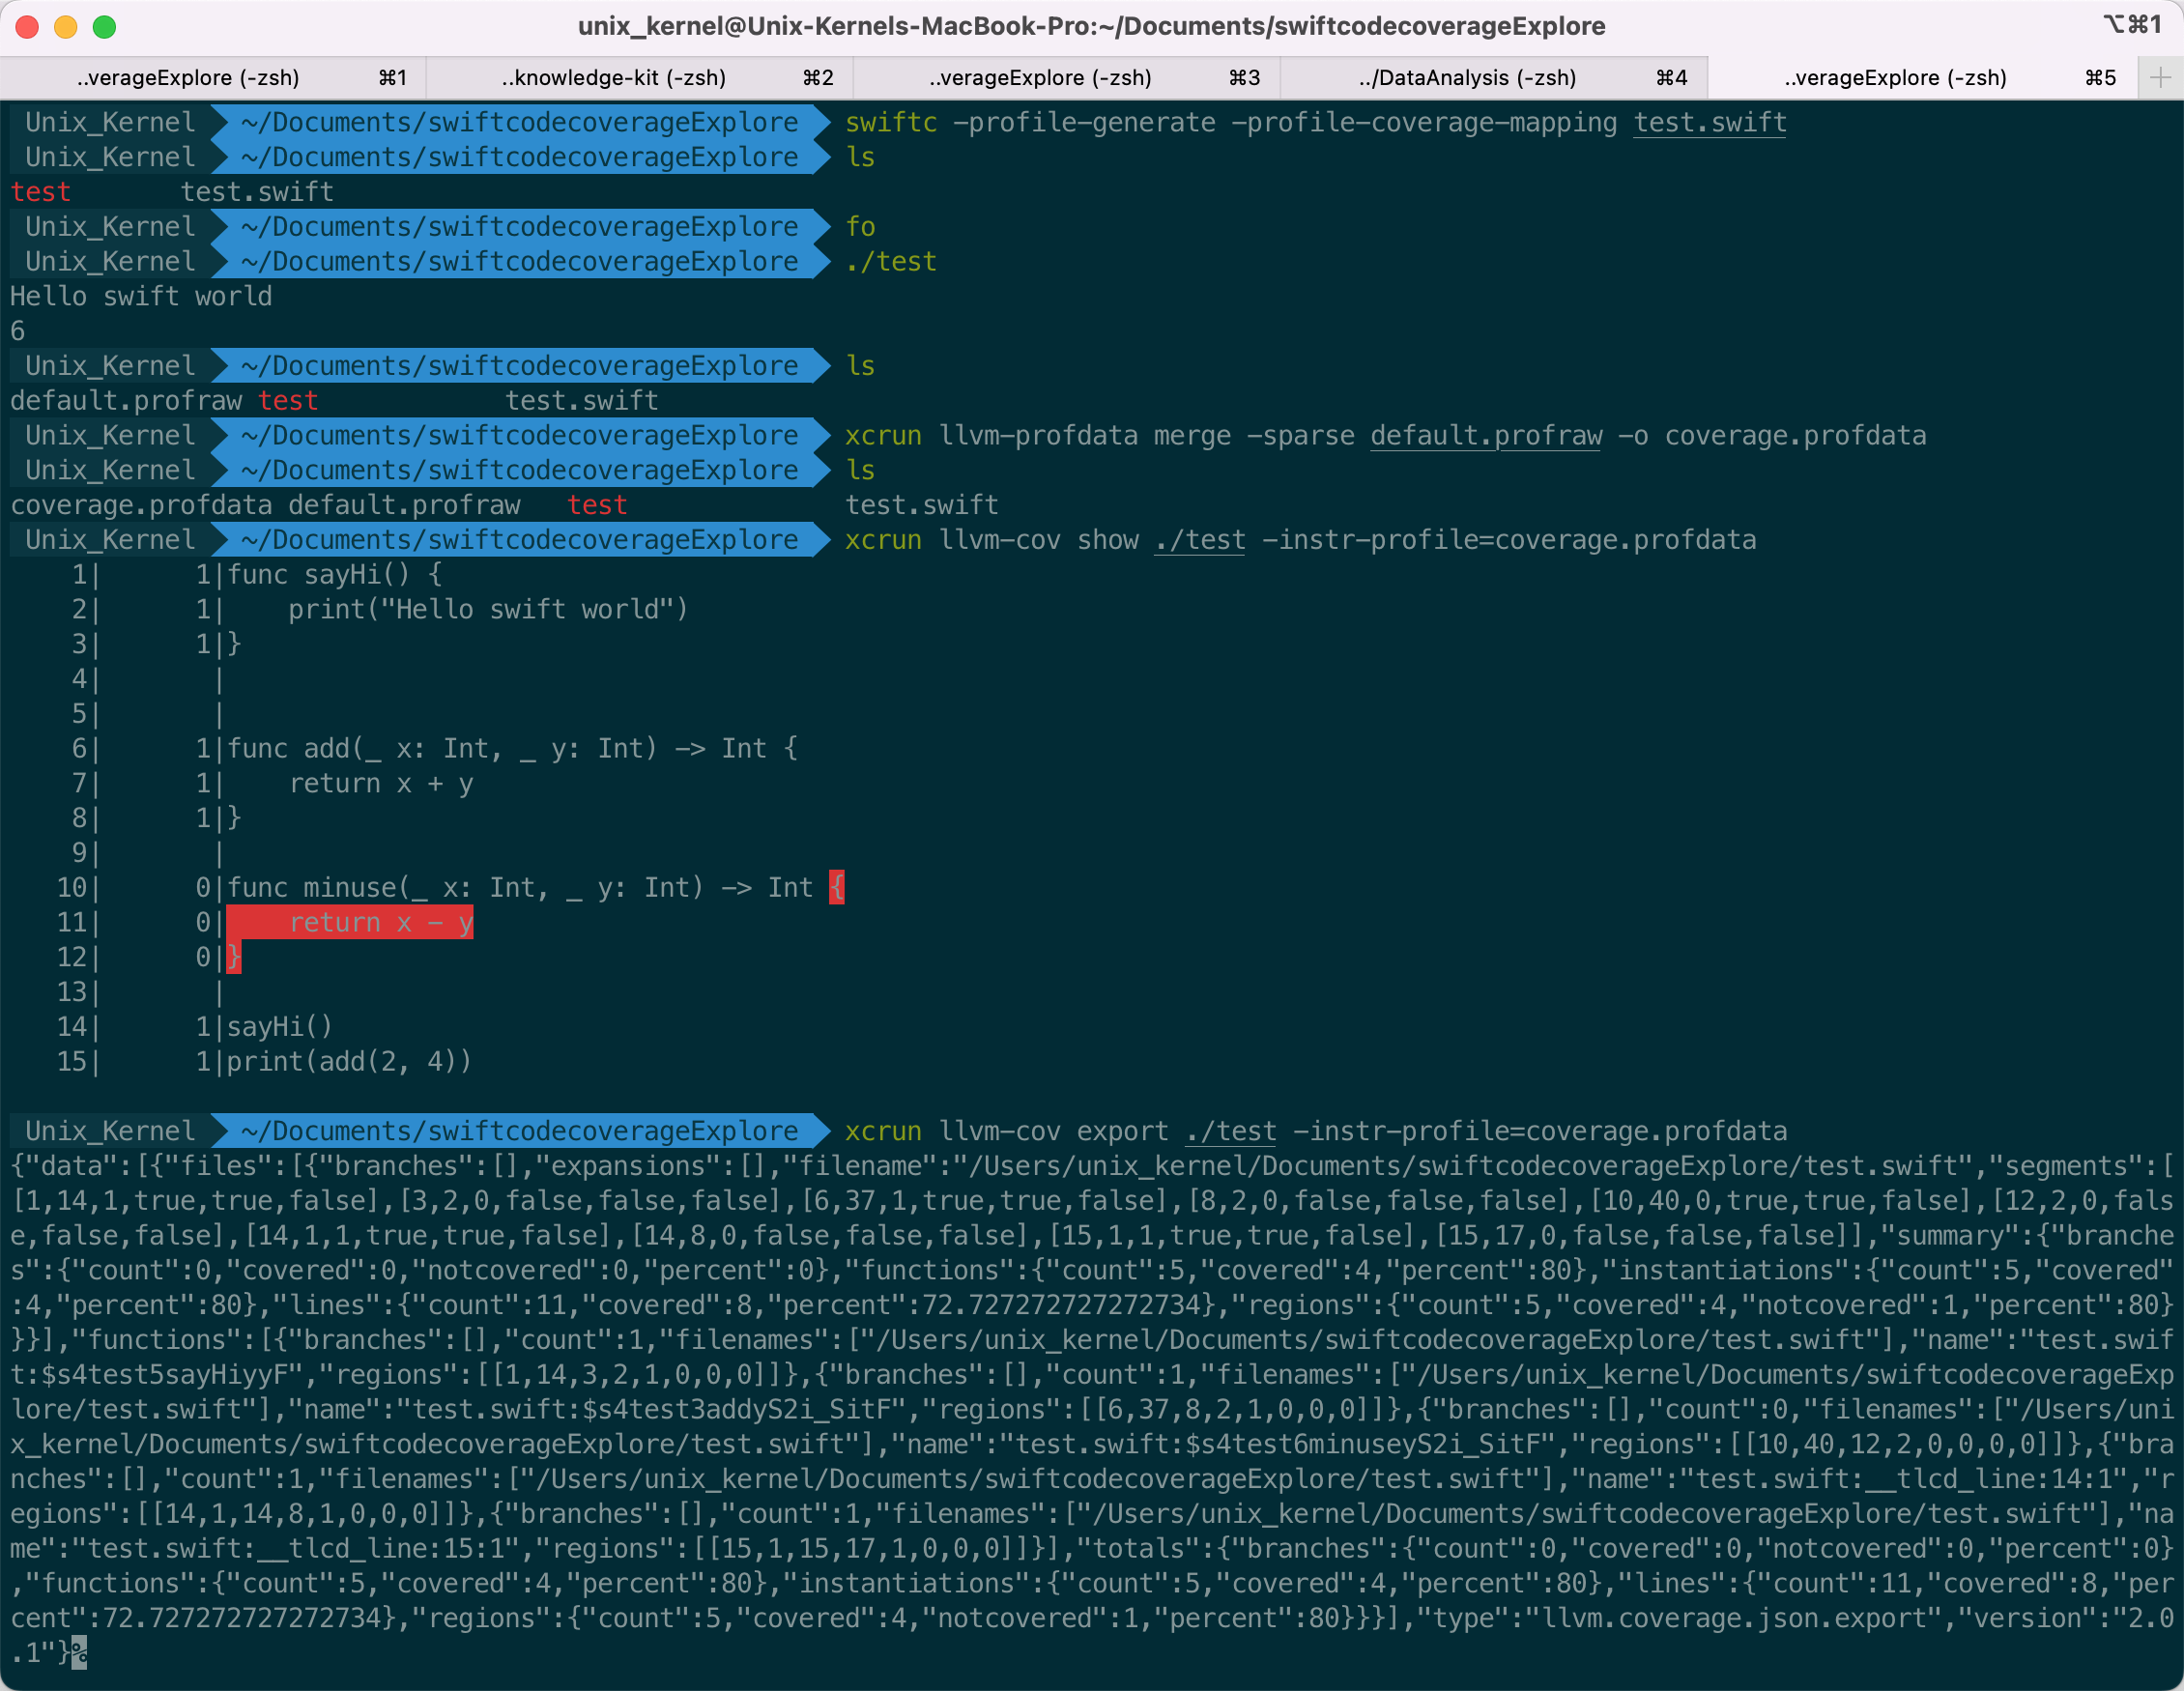 unix_kernel@Unix-Kernels-MacBook-Pro:~/Documents/swiftcodecoverageExplore ⌥⌘1
..verageExplore (-zsh) ⌘1 ..knowledge-kit (-zsh) ⌘2 ..verageExplore (-zsh) ⌘3 ../DataAnalysis (-zsh) ⌘4 ..verageExplore (-zsh) ⌘5 +
Unix_Kernel ~/Documents/swiftcodecoverageExplore swiftc -profile-generate -profile-coverage-mapping test.swift
Unix_Kernel ~/Documents/swiftcodecoverageExplore ls
test test.swift
Unix_Kernel ~/Documents/swiftcodecoverageExplore fo
Unix_Kernel ~/Documents/swiftcodecoverageExplore ./test
Hello swift world
6
Unix_Kernel ~/Documents/swiftcodecoverageExplore ls
default.profraw test test.swift
Unix_Kernel ~/Documents/swiftcodecoverageExplore xcrun llvm-profdata merge -sparse default.profraw -o coverage.profdata
Unix_Kernel ~/Documents/swiftcodecoverageExplore ls
coverage.profdata default.profraw test test.swift
Unix_Kernel ~/Documents/swiftcodecoverageExplore xcrun llvm-cov show ./test -instr-profile=coverage.profdata
1| 1|func sayHi() {
2| 1| print("Hello swift world")
3| 1|}
4| |
5| |
6| 1|func add(_ x: Int, _ y: Int) -> Int {
7| 1| return x + y
8| 1|}
9| |
10| 0|func minuse(_ x: Int, _ y: Int) -> Int {
11| 0| return x - y
12| 0|}
13| |
14| 1|sayHi()
15| 1|print(add(2, 4))
Unix_Kernel ~/Documents/swiftcodecoverageExplore xcrun llvm-cov export ./test -instr-profile=coverage.profdata
{"data":[{"files":[{"branches":[],"expansions":[],"filename":"/Users/unix_kernel/Documents/swiftcodecoverageExplore/test.swift","segments":[
[1,14,1,true,true,false],[3,2,0,false,false,false],[6,37,1,true,true,false],[8,2,0,false,false,false],[10,40,0,true,true,false],[12,2,0,fals
e,false,false],[14,1,1,true,true,false],[14,8,0,false,false,false],[15,1,1,true,true,false],[15,17,0,false,false,false]],"summary":{"branche
s":{"count":0,"covered":0,"notcovered":0,"percent":0},"functions":{"count":5,"covered":4,"percent":80},"instantiations":{"count":5,"covered"
:4,"percent":80},"lines":{"count":11,"covered":8,"percent":72.727272727272734},"regions":{"count":5,"covered":4,"notcovered":1,"percent":80}
}}],"functions":[{"branches":[],"count":1,"filenames":["/Users/unix_kernel/Documents/swiftcodecoverageExplore/test.swift"],"name":"test.swif
t:$s4test5sayHiyyF","regions":[[1,14,3,2,1,0,0,0]]},{"branches":[],"count":1,"filenames":["/Users/unix_kernel/Documents/swiftcodecoverageExp
lore/test.swift"],"name":"test.swift:$s4test3addyS2i_SitF","regions":[[6,37,8,2,1,0,0,0]]},{"branches":[],"count":0,"filenames":["/Users/uni
x_kernel/Documents/swiftcodecoverageExplore/test.swift"],"name":"test.swift:$s4test6minuseyS2i_SitF","regions":[[10,40,12,2,0,0,0,0]]},{"bra
nches":[],"count":1,"filenames":["/Users/unix_kernel/Documents/swiftcodecoverageExplore/test.swift"],"name":"test.swift:__tlcd_line:14:1","r
egions":[[14,1,14,8,1,0,0,0]]},{"branches":[],"count":1,"filenames":["/Users/unix_kernel/Documents/swiftcodecoverageExplore/test.swift"],"na
me":"test.swift:__tlcd_line:15:1","regions":[[15,1,15,17,1,0,0,0]]}],"totals":{"branches":{"count":0,"covered":0,"notcovered":0,"percent":0}
,"functions":{"count":5,"covered":4,"percent":80},"instantiations":{"count":5,"covered":4,"percent":80},"lines":{"count":11,"covered":8,"per
cent":72.727272727272734},"regions":{"count":5,"covered":4,"notcovered":1,"percent":80}}}],"type":"llvm.coverage.json.export","version":"2.0
.1"}%